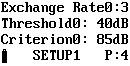 Exchange Rate0:3
Threshold0: 40dB
Criterion0: 85dB
SETUP1 P:4